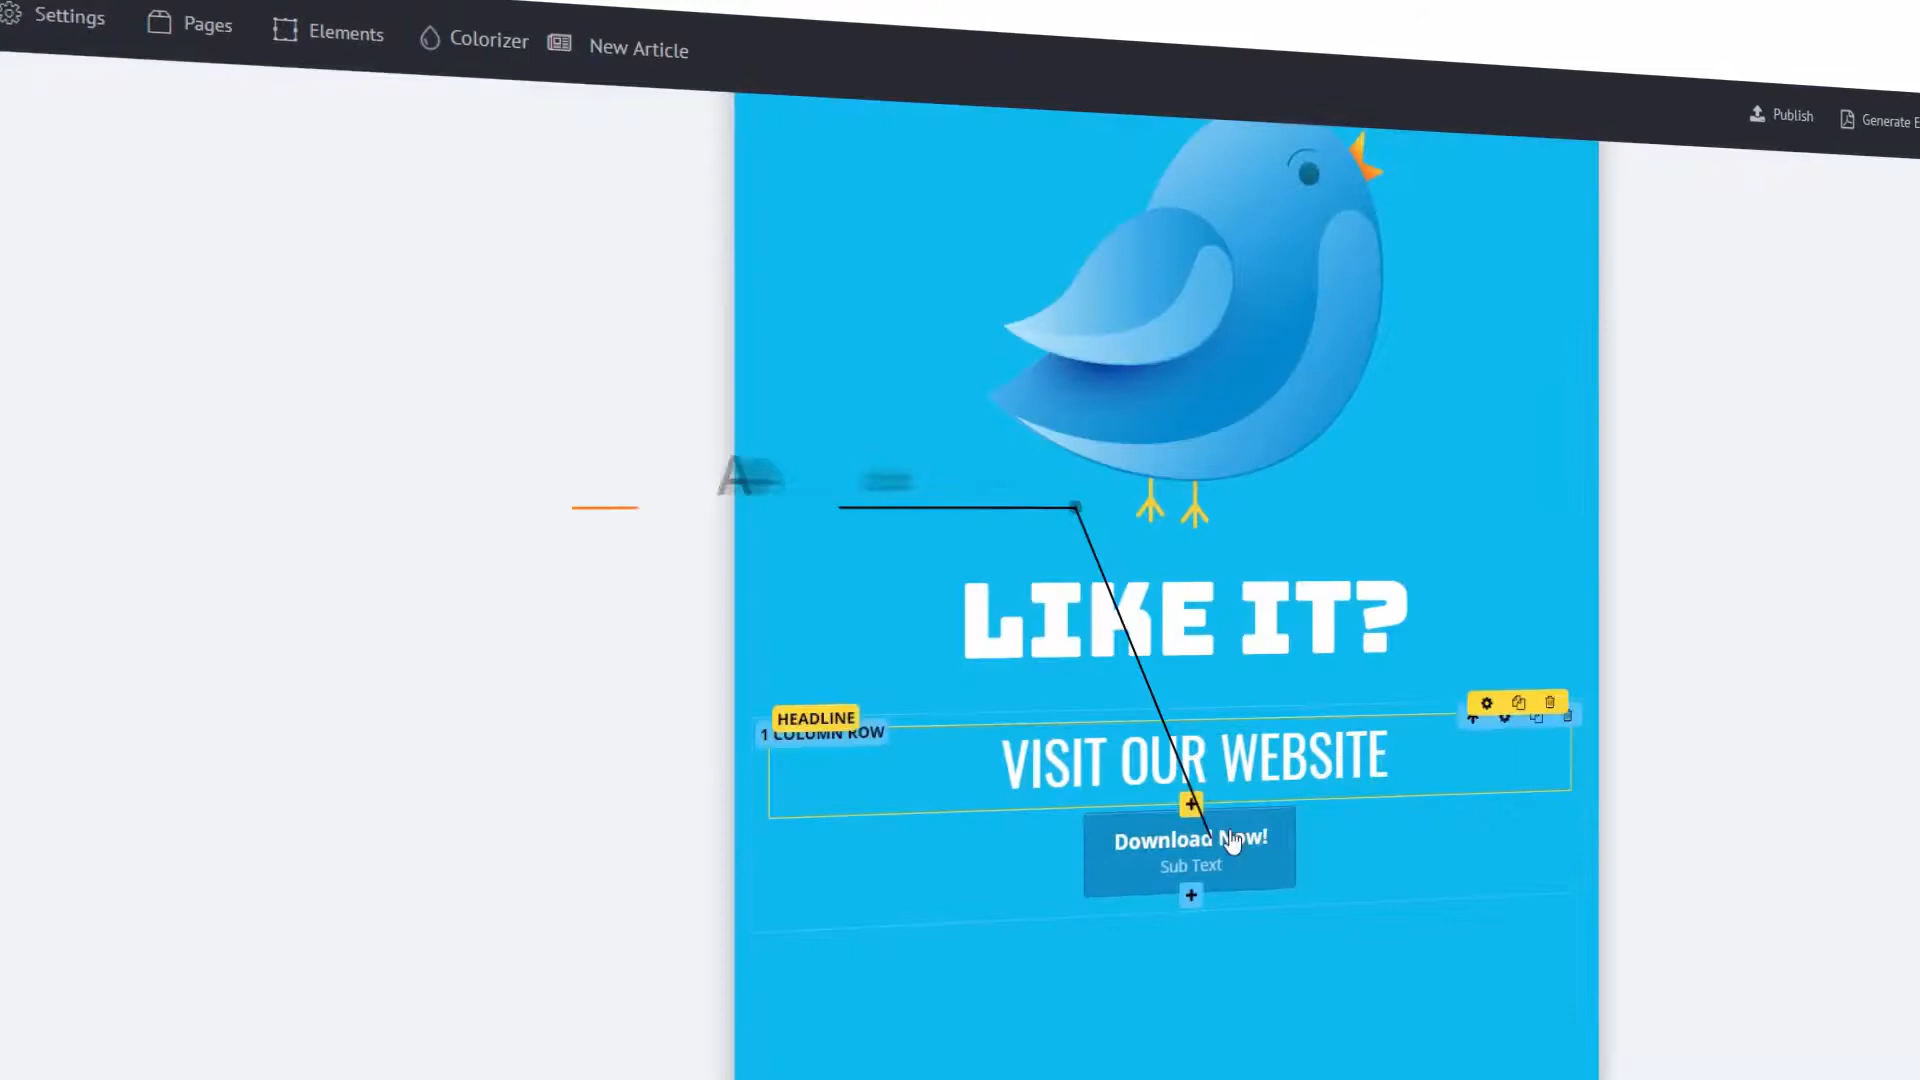 Settings
Pages
Elements
Colorizer
New Article
Publish
Generate E
A
LIKE IT?
HEADLINE
1 COLUMN ROW
VISIT OUR WEBSITE
Download Now!
Sub Text